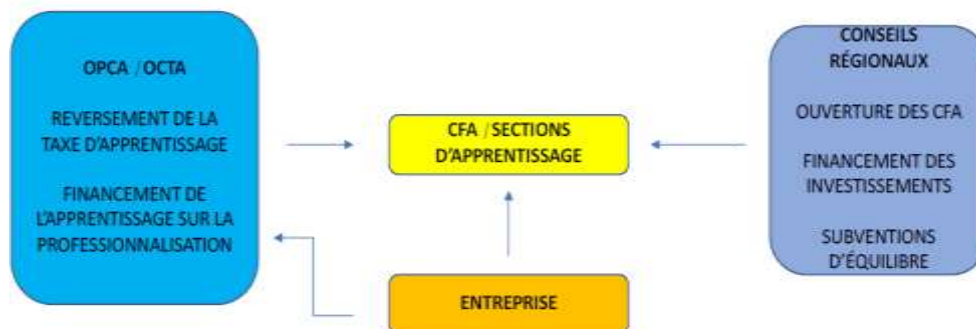 OPCA / OCTA
REVERSEMENT DE LA
TAXE D'APPRENTISSAGE
FINANCEMENT DE
L'APPRENTISSAGE SUR LA
PROFESSIONNALISATION
CFA / SECTIONS
D'APPRENTISSAGE
ENTREPRISE
CONSEILS
RÉGIONAUX
OUVERTURE DES CFA
FINANCEMENT DES
INVESTISSEMENTS
SUBVENTIONS
D'ÉQUILIBRE